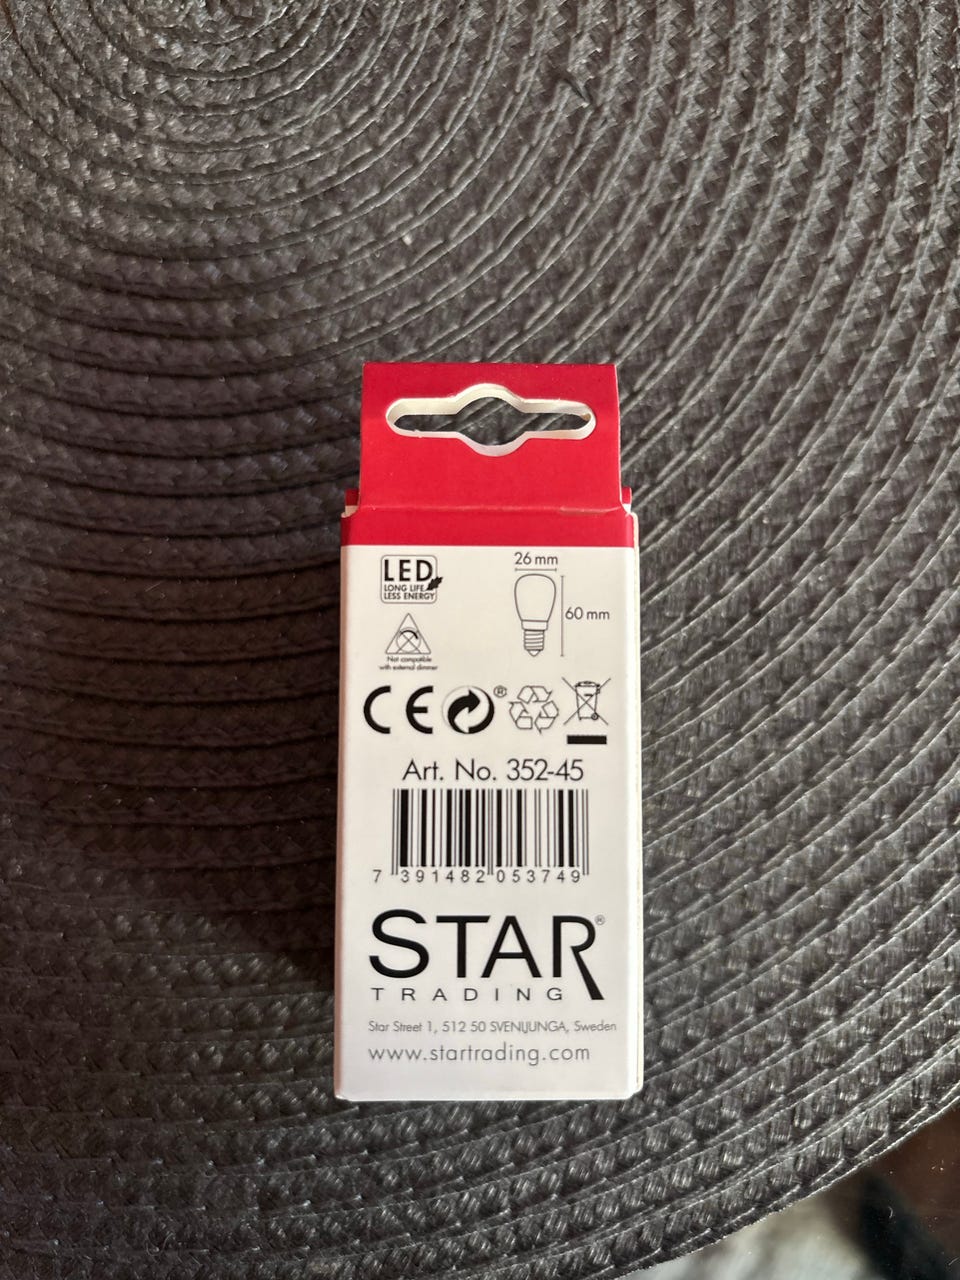 26 mm
LED
LONG LIFE
LESS ENERGY
60 mm
Not compatible
with external dimmer
CE ®
Art. No. 352-45
7 391482 053749
STAR®
TRADING
Star Street 1, 512 50 SVENLJUNGA, Sweden
www.startrading.com